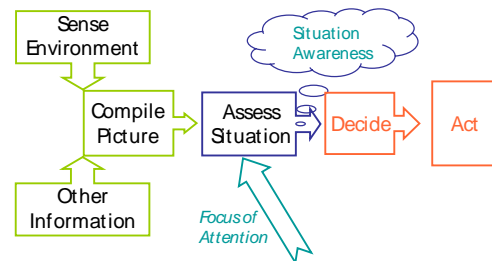 Sense
Environment
Situation
Awareness
Compile
Picture
Assess
Situation
Decide
Act
Other
Information
Focus of
Attention